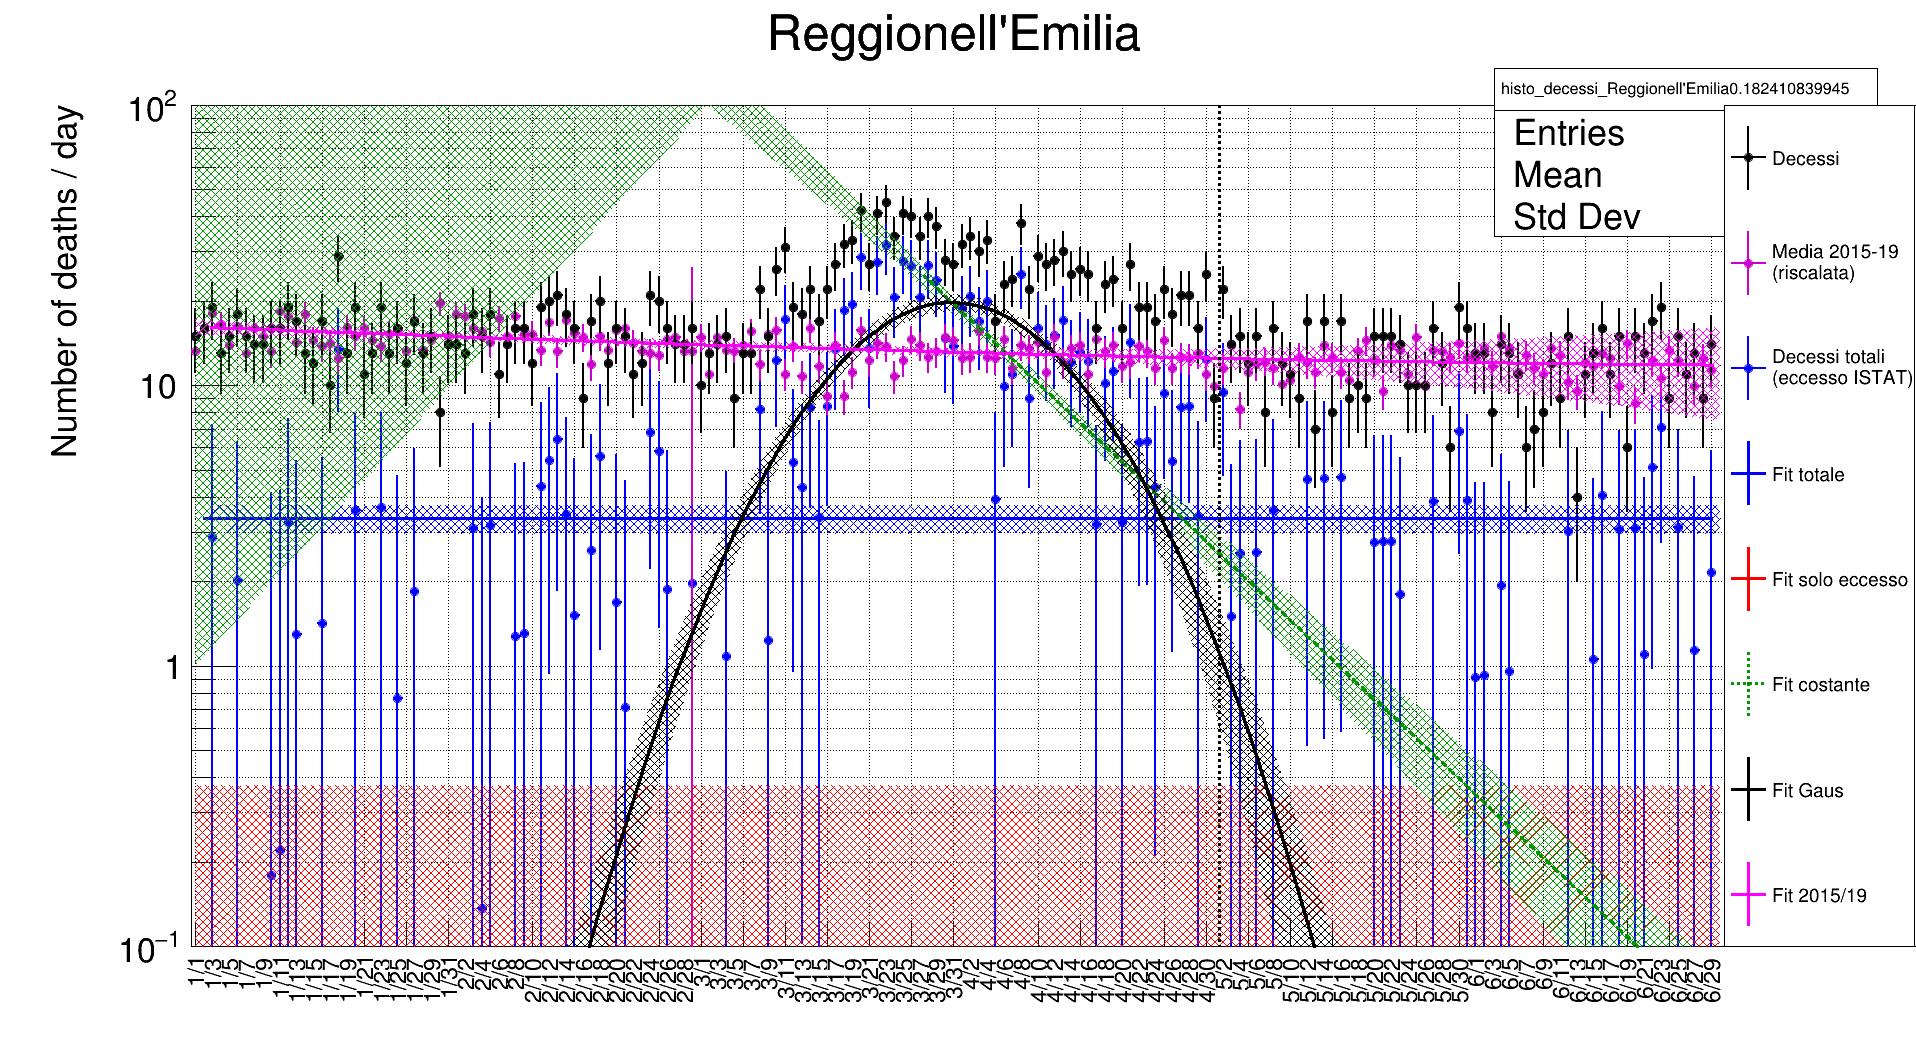 Reggionell'Emilia
histo_decessi_Reggionell'Emilia0.182410839945
Entries
Mean
Std Dev
Number of deaths / day
10²
10
1
10⁻¹
Decessi
Media 2015-19
(riscalata)
Decessi totali
(eccesso ISTAT)
Fit totale
Fit solo eccesso
Fit costante
Fit Gaus
Fit 2015/19
1/1 1/3 1/5 1/7 1/9 1/11 1/13 1/15 1/17 1/19 1/21 1/23 1/25 1/27 1/29 1/31 2/2 2/4 2/6 2/8 2/10 2/12 2/14 2/16 2/18 2/20 2/22 2/24 2/26 2/28 3/1 3/3 3/5 3/7 3/9 3/11 3/13 3/15 3/17 3/19 3/21 3/23 3/25 3/27 3/29 3/31 4/2 4/4 4/6 4/8 4/10 4/12 4/14 4/16 4/18 4/20 4/22 4/24 4/26 4/28 4/30 5/2 5/4 5/6 5/8 5/10 5/12 5/14 5/16 5/18 5/20 5/22 5/24 5/26 5/28 5/30 6/1 6/3 6/5 6/7 6/9 6/11 6/13 6/15 6/17 6/19 6/21 6/23 6/25 6/27 6/29